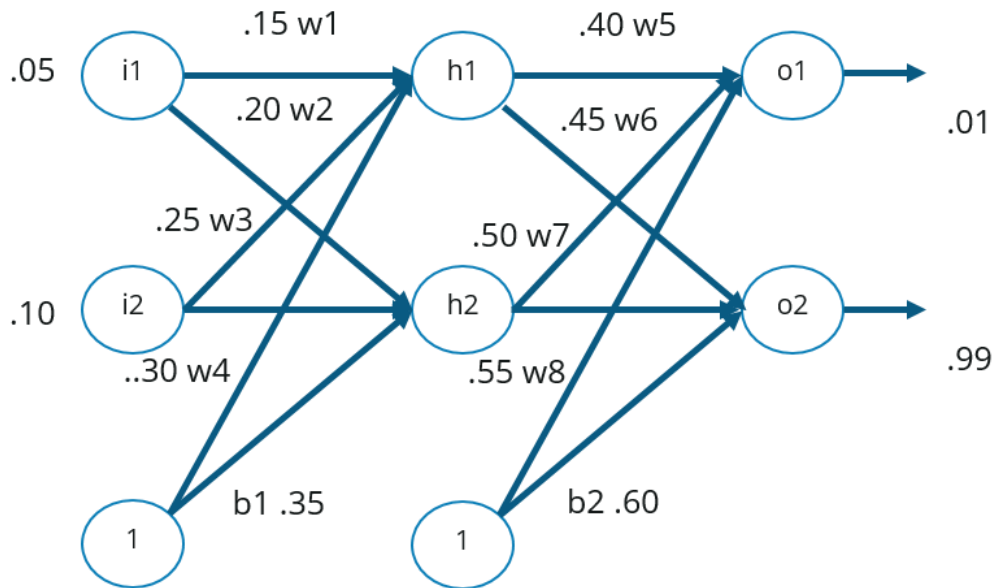 .15 w1
.40 w5
.05
i1
h1
o1
.20 w2
.45 w6
.01
.25 w3
.50 w7
.10
i2
h2
o2
..30 w4
.55 w8
.99
b1 .35
b2 .60
1
1